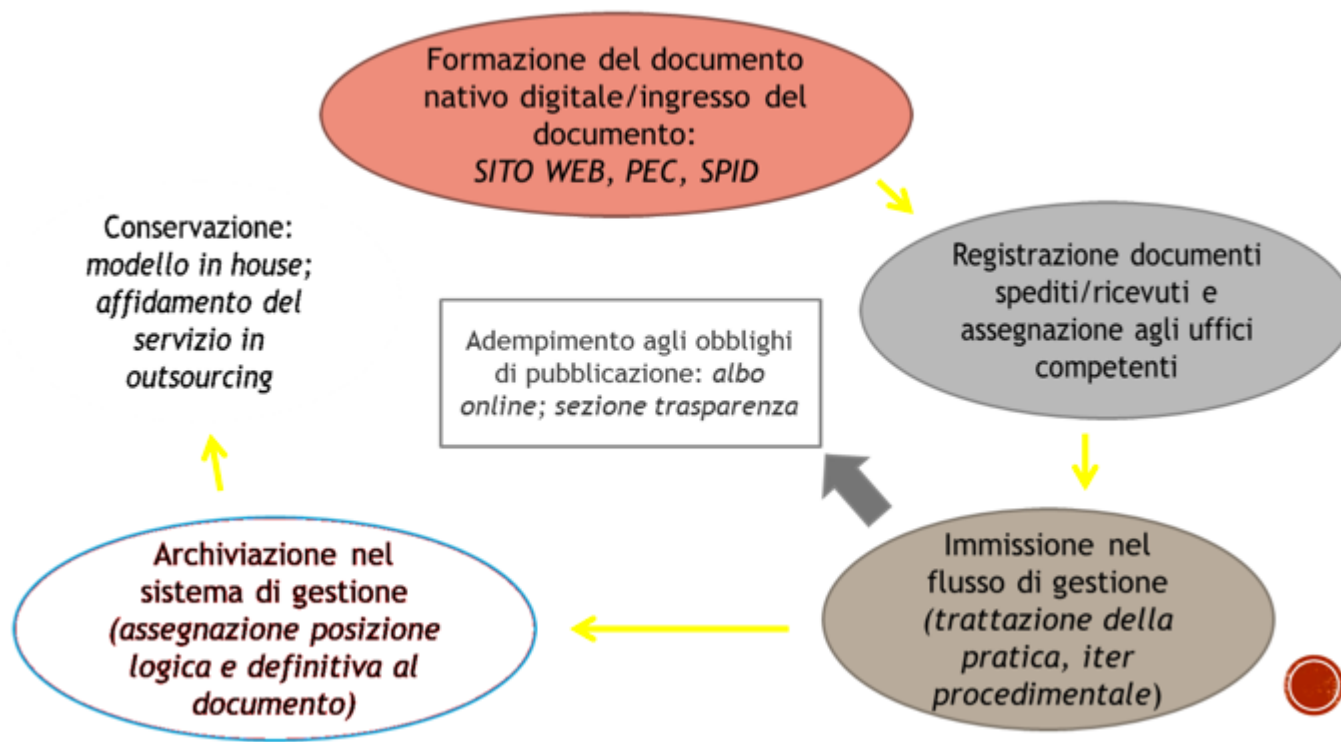 Formazione del documento
nativo digitale/ingresso del
documento:
SITO WEB, PEC, SPID
Registrazione documenti
spediti/ricevuti e
assegnazione agli uffici
competenti
Immissione nel
flusso di gestione
(trattazione della
pratica, iter
procedimentale)
Adempimento agli obblighi
di pubblicazione: albo
online; sezione trasparenza
Archiviazione nel
sistema di gestione
(assegnazione posizione
logica e definitiva al
documento)
Conservazione:
modello in house;
affidamento del
servizio in
outsourcing